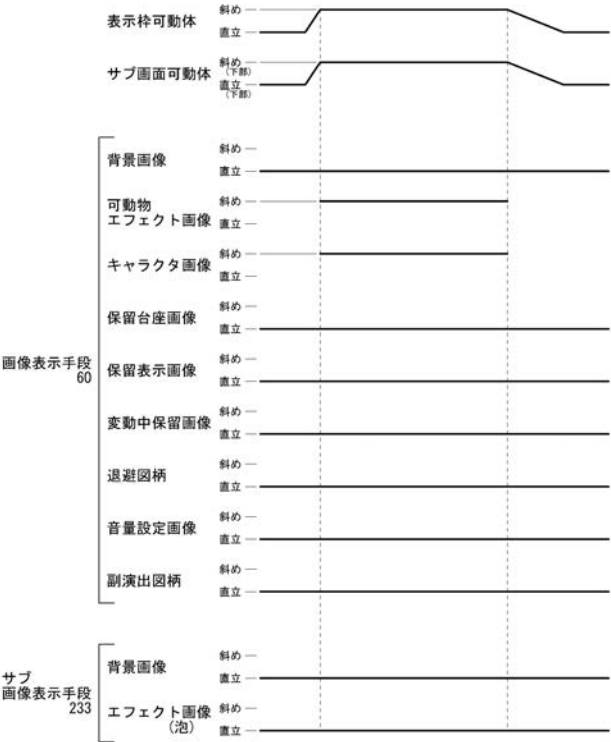 表示枠可動体
斜め
直立
サブ画面可動体
斜め
(下部)
直立
(下部)
背景画像
斜め
直立
可動物
エフェクト画像
斜め
直立
キャラクタ画像
斜め
直立
保留台座画像
斜め
直立
画像表示手段
60
保留表示画像
斜め
直立
変動中保留画像
斜め
直立
退避図柄
斜め
直立
音量設定画像
斜め
直立
副演出図柄
斜め
直立
サブ
画像表示手段
233
背景画像
斜め
直立
エフェクト画像
(泡)
斜め
直立